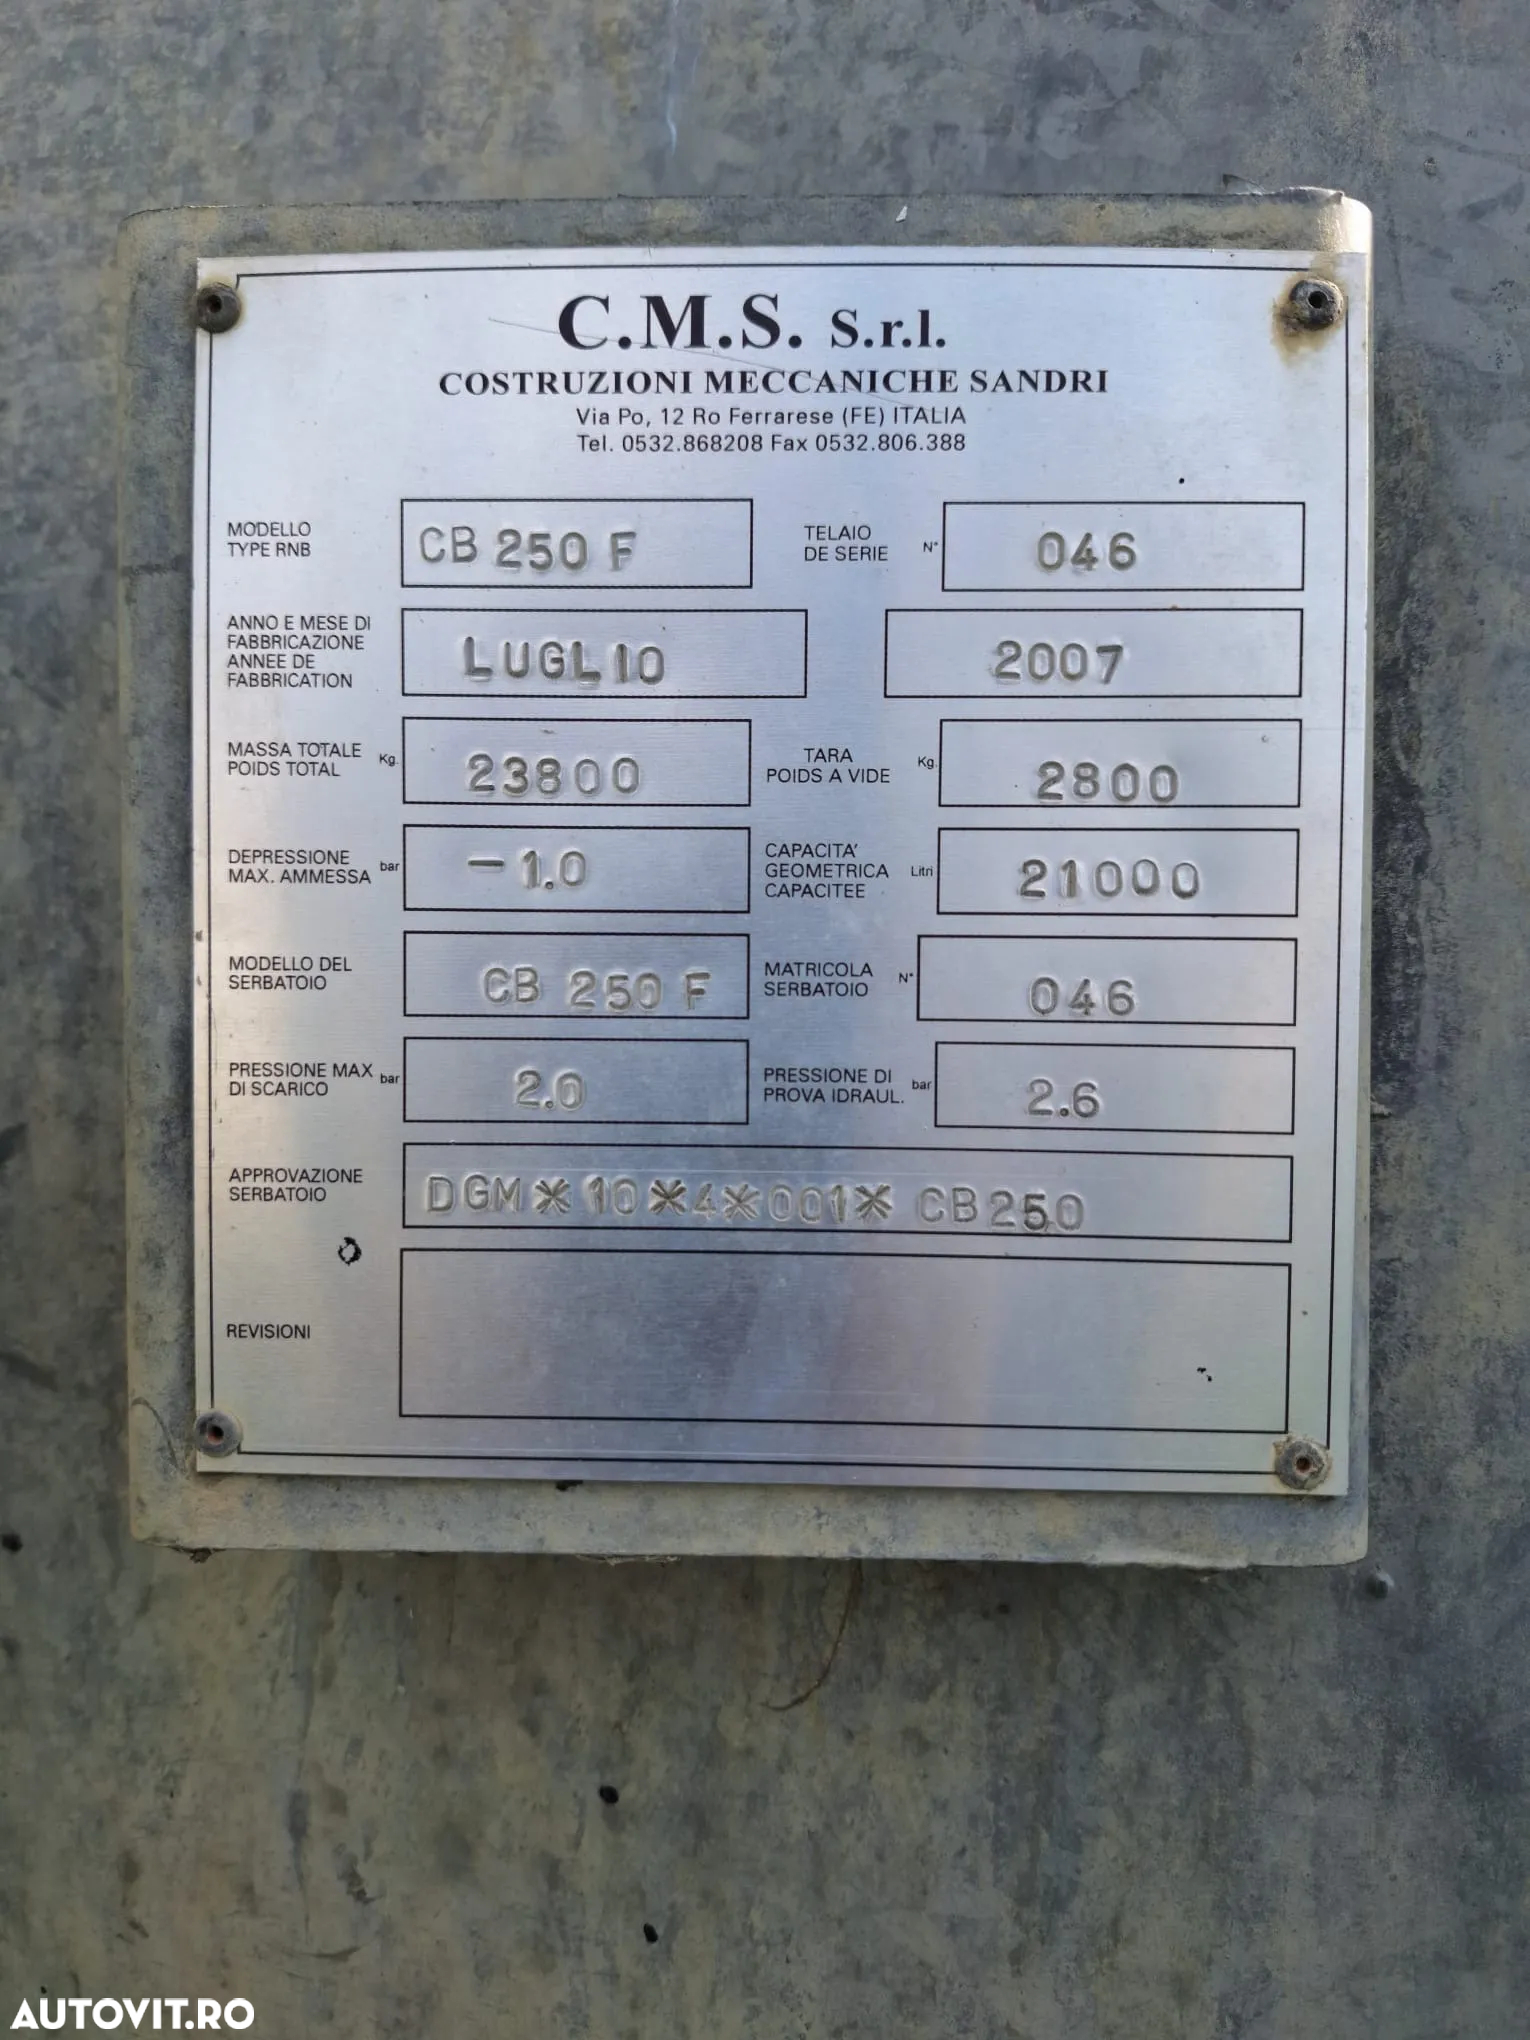 C.M.S. S.r.l.
COSTRUZIONI MECCANICHE SANDRI
Via Po, 12 Ro Ferrarese (FE) ITALIA
Tel. 0532.868208 Fax 0532.806.388
MODELLO
TYPE RNB
CB 250 F
TELAIO
DE SERIE
N°
046
ANNO E MESE DI
FABBRICAZIONE
ANNEE DE
FABBRICATION
LUGLIO
2007
MASSA TOTALE
POIDS TOTAL
Kg.
23800
TARA
POIDS A VIDE
Kg.
2800
DEPRESSIONE
MAX. AMMESSA
bar
-1.0
CAPACITA'
GEOMETRICA
CAPACITEE
Litri
21000
MODELLO DEL
SERBATOIO
CB 250 F
MATRICOLA
SERBATOIO
N°
046
PRESSIONE MAX
DI SCARICO
bar
2.0
PRESSIONE DI
PROVA IDRAUL.
bar
2.6
APPROVAZIONE
SERBATOIO
DGM*10*4*001* CB250
REVISIONI
AUTOVIT.RO